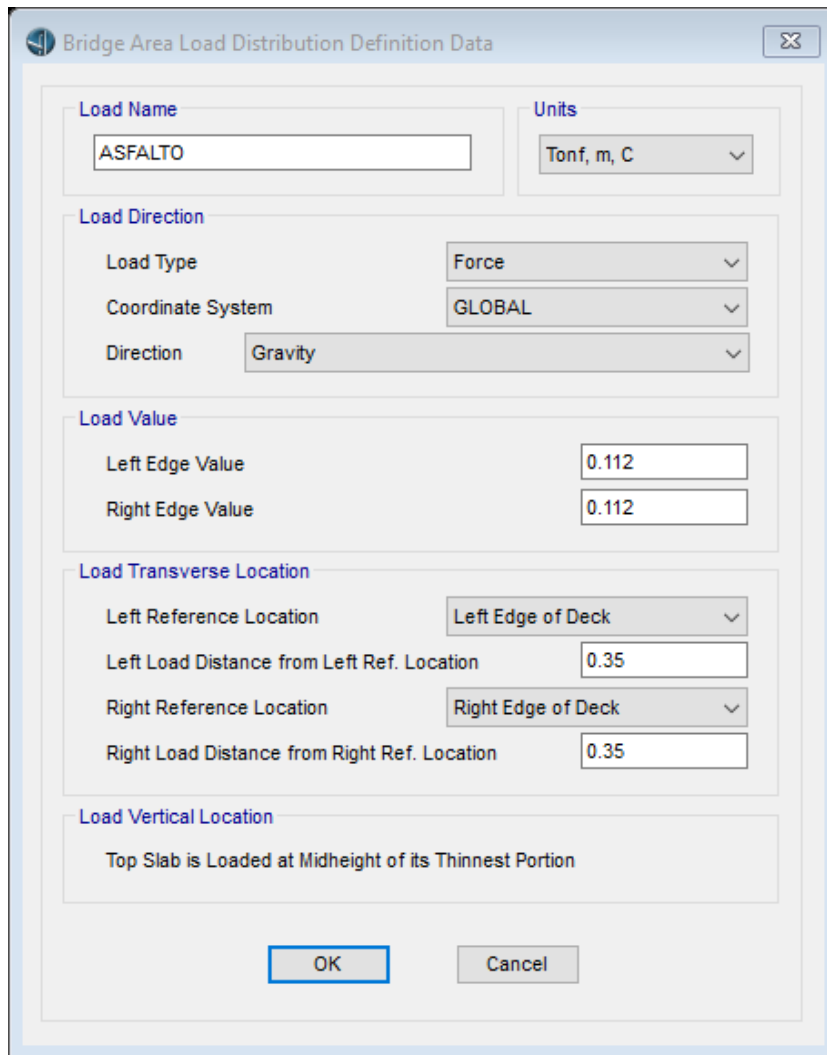 Bridge Area Load Distribution Definition Data
Load Name
Units
ASFALTO
Tonf, m, C
Load Direction
Load Type
Force
Coordinate System
GLOBAL
Direction
Gravity
Load Value
Left Edge Value
0.112
Right Edge Value
0.112
Load Transverse Location
Left Reference Location
Left Edge of Deck
Left Load Distance from Left Ref. Location
0.35
Right Reference Location
Right Edge of Deck
Right Load Distance from Right Ref. Location
0.35
Load Vertical Location
Top Slab is Loaded at Midheight of its Thinnest Portion
OK
Cancel